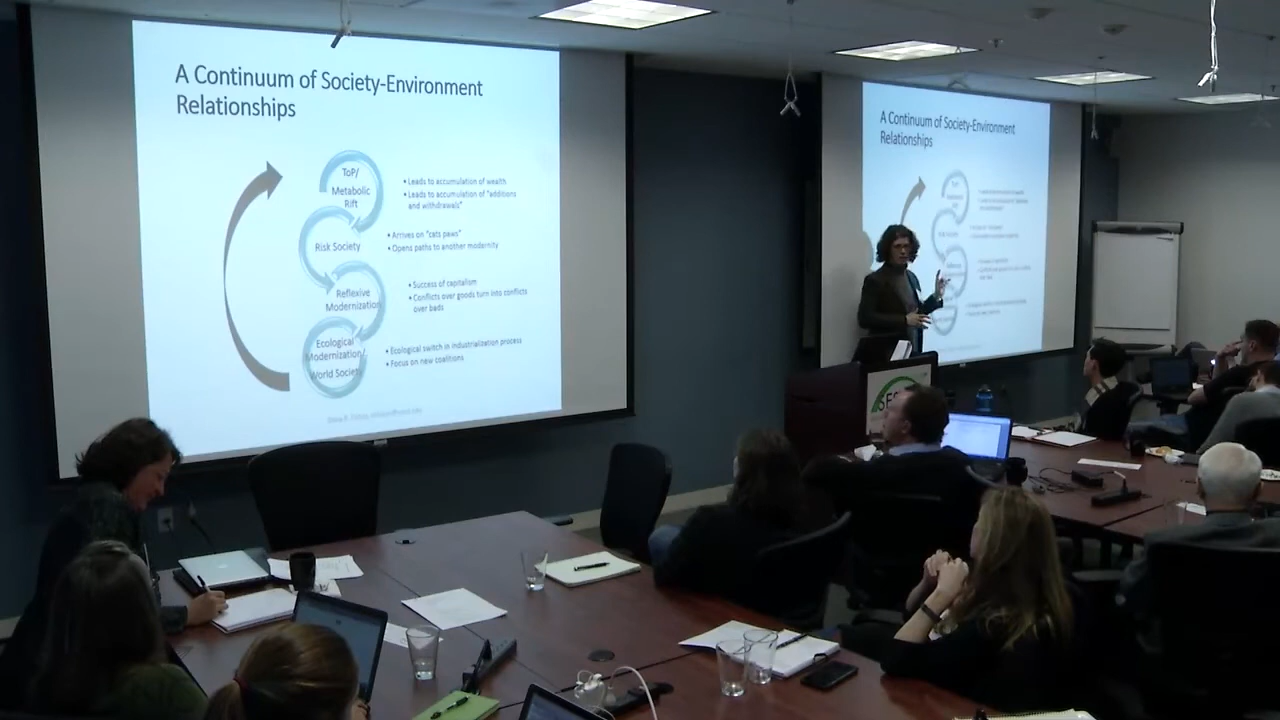 A Continuum of Society-Environment
Relationships
ToP/
Metabolic
Rift
• Leads to accumulation of wealth
• Leads to accumulation of "additions
and withdrawals"
Risk Society
• Arrives on "cats paws"
• Opens paths to another modernity
Reflexive
Modernization
• Success of capitalism
• Conflicts over goods turn into conflicts
over bads
Ecological
Modernization/
World Society
• Ecological switch in industrialization process
• Focus on new coalitions
A Continuum of Society-Environment
Relationships